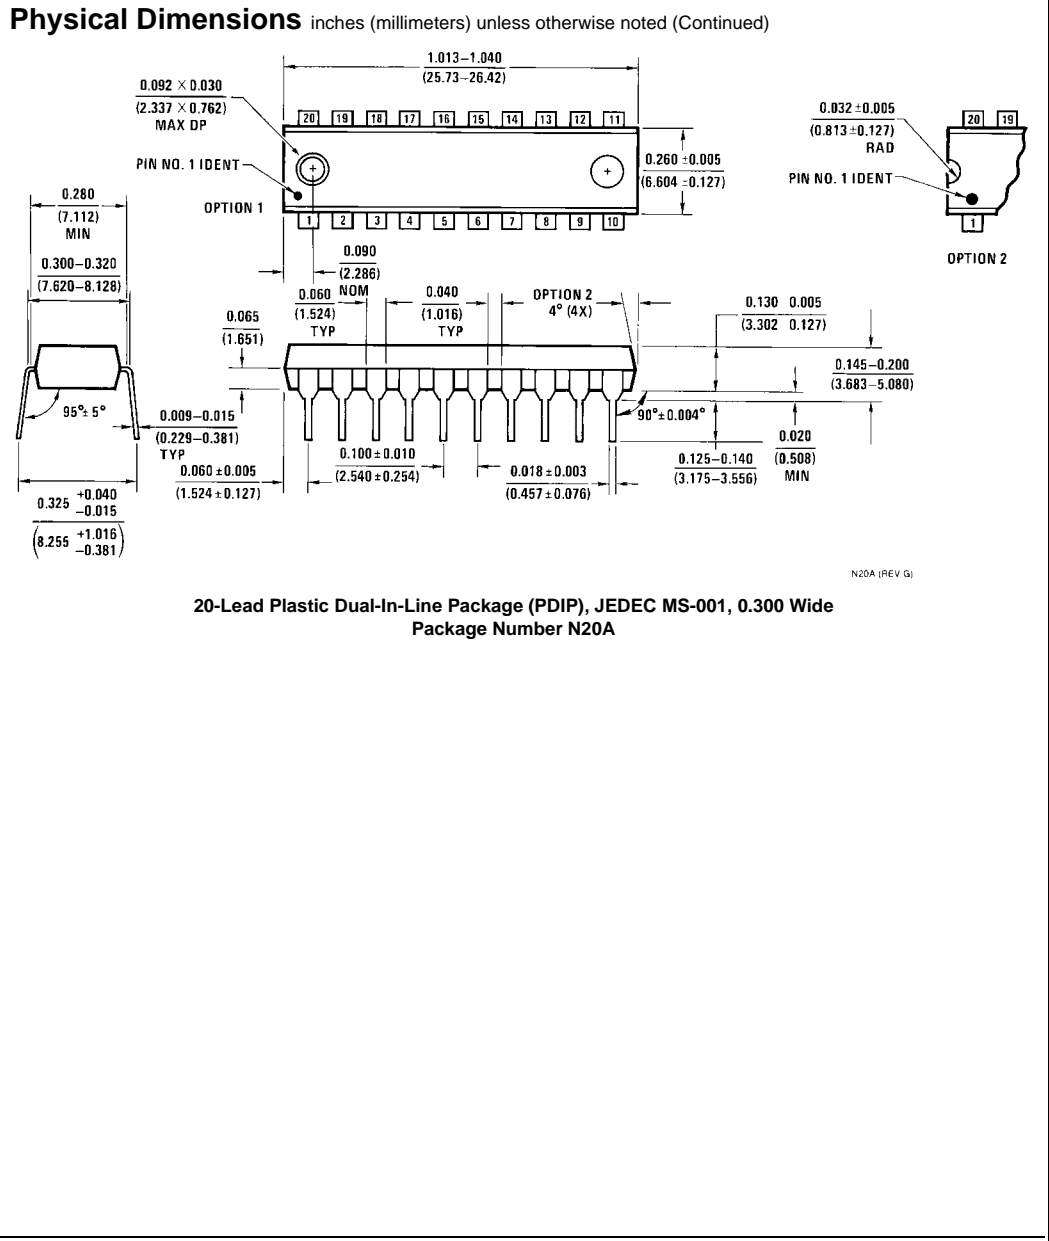 Physical Dimensions inches (millimeters) unless otherwise noted (Continued)
1.013–1.040
(25.73–26.42)
0.092 × 0.030
(2.337 × 0.762)
MAX DP
20 19 18 17 16 15 14 13 12 11
0.032 ±0.005
(0.813±0.127)
RAD
20 19
PIN NO. 1 IDENT
0.260 ±0.005
(6.604 ±0.127)
PIN NO. 1 IDENT
OPTION 1
1 2 3 4 5 6 7 8 9 10
1
OPTION 2
0.280
(7.112)
MIN
0.300–0.320
(7.620–8.128)
0.090
(2.286)
NOM
0.060
(1.524)
TYP
0.040
(1.016)
TYP
OPTION 2
4° (4X)
0.130 0.005
(3.302 0.127)
0.065
(1.651)
0.145–0.200
(3.683–5.080)
95°± 5°
0.009–0.015
(0.229–0.381)
TYP
90°±0.004°
0.020
(0.508)
MIN
0.100±0.010
(2.540±0.254)
0.125–0.140
(3.175–3.556)
0.060 ±0.005
(1.524±0.127)
0.018±0.003
(0.457±0.076)
0.325 +0.040
−0.015
(8.255 +1.016
−0.381)
N20A (REV G)
20-Lead Plastic Dual-In-Line Package (PDIP), JEDEC MS-001, 0.300 Wide
Package Number N20A